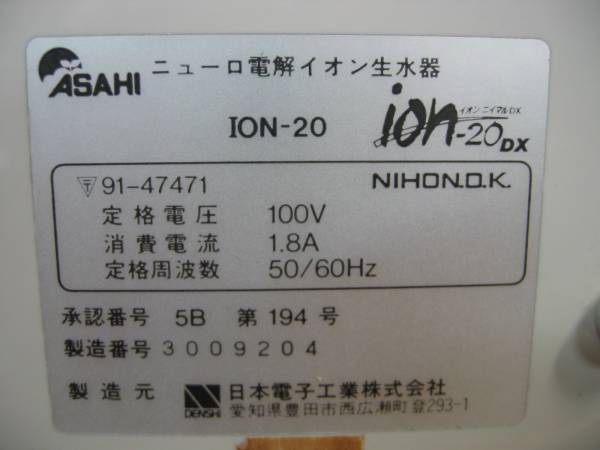 ASAHI ニューロ電解イオン生水器
イオン ニイマルDX
ION-20 ion-20DX
〒 91-47471 NIHON.D.K.
定格電圧 100V
消費電流 1.8A
定格周波数 50/60Hz
承認番号 5B 第194号
製造番号 3009204
製造元 DENSHI 日本電子工業株式会社
愛知県豊田市西広瀬町登293-1